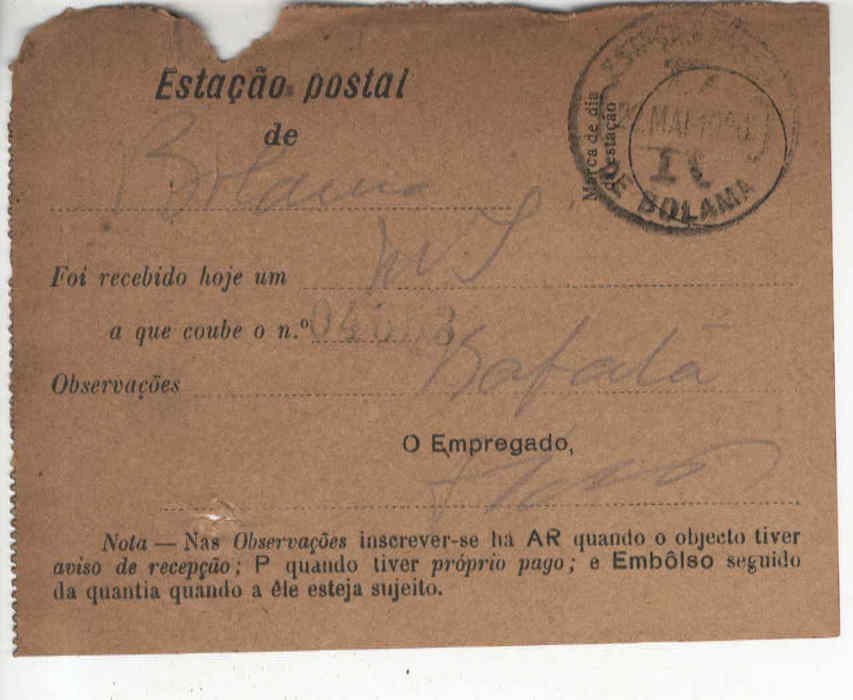 Estação postal
de
Bolama
Marca de dia
da estação
MAI
DE BOLAMA
Foi recebido hoje um
a que coube o n.º
Observações Bafatá
O Empregado,
Nota — Nas Observações inscrever-se há AR quando o objecto tiver
aviso de recepção; P quando tiver próprio pago; e Embôlso seguido
da quantia quando a êle esteja sujeito.